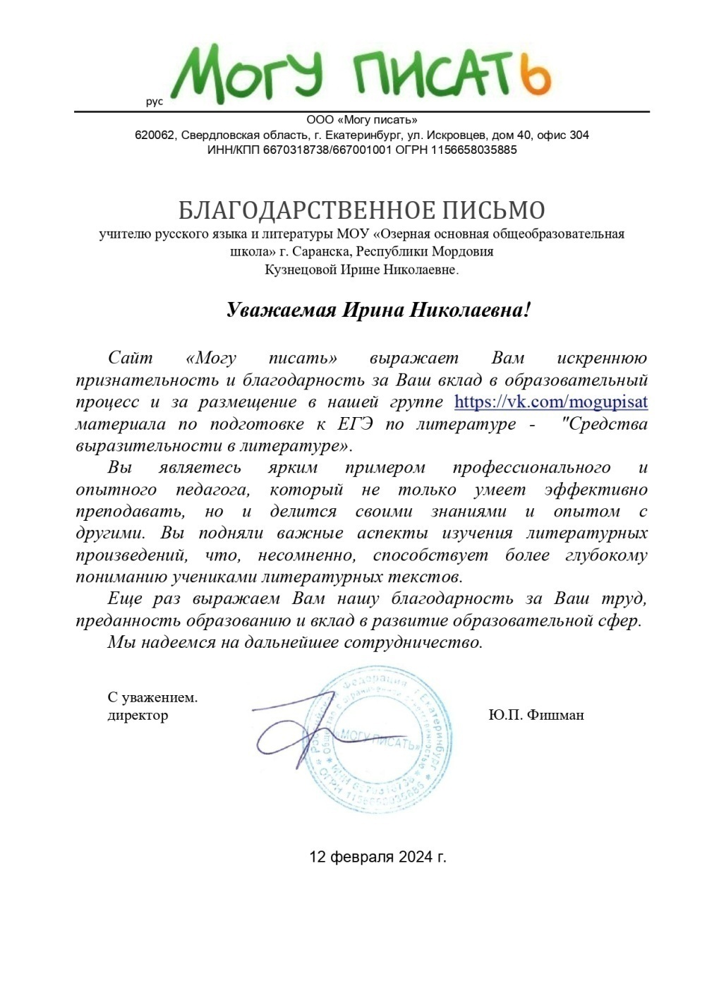 Могу писать
рус
ООО «Могу писать»
620062, Свердловская область, г. Екатеринбург, ул. Искровцев, дом 40, офис 304
ИНН/КПП 6670318738/667001001 ОГРН 1156658035885
БЛАГОДАРСТВЕННОЕ ПИСЬМО
учителю русского языка и литературы МОУ «Озерная основная общеобразовательная
школа» г. Саранска, Республики Мордовия
Кузнецовой Ирине Николаевне.
Уважаемая Ирина Николаевна!
Сайт «Могу писать» выражает Вам искреннюю
признательность и благодарность за Ваш вклад в образовательный
процесс и за размещение в нашей группе https://vk.com/mogupisat
материала по подготовке к ЕГЭ по литературе - "Средства
выразительности в литературе».
Вы являетесь ярким примером профессионального и
опытного педагога, который не только умеет эффективно
преподавать, но и делится своими знаниями и опытом с
другими. Вы подняли важные аспекты изучения литературных
произведений, что, несомненно, способствует более глубокому
пониманию учениками литературных текстов.
Еще раз выражаем Вам нашу благодарность за Ваш труд,
преданность образованию и вклад в развитие образовательной сфер.
Мы надеемся на дальнейшее сотрудничество.
С уважением.
директор
Ю.П. Фишман
Российская Федерация г Екатеринбург
Общество с ограниченной ответственностью
«МОГУ ПИСАТЬ»
12 февраля 2024 г.